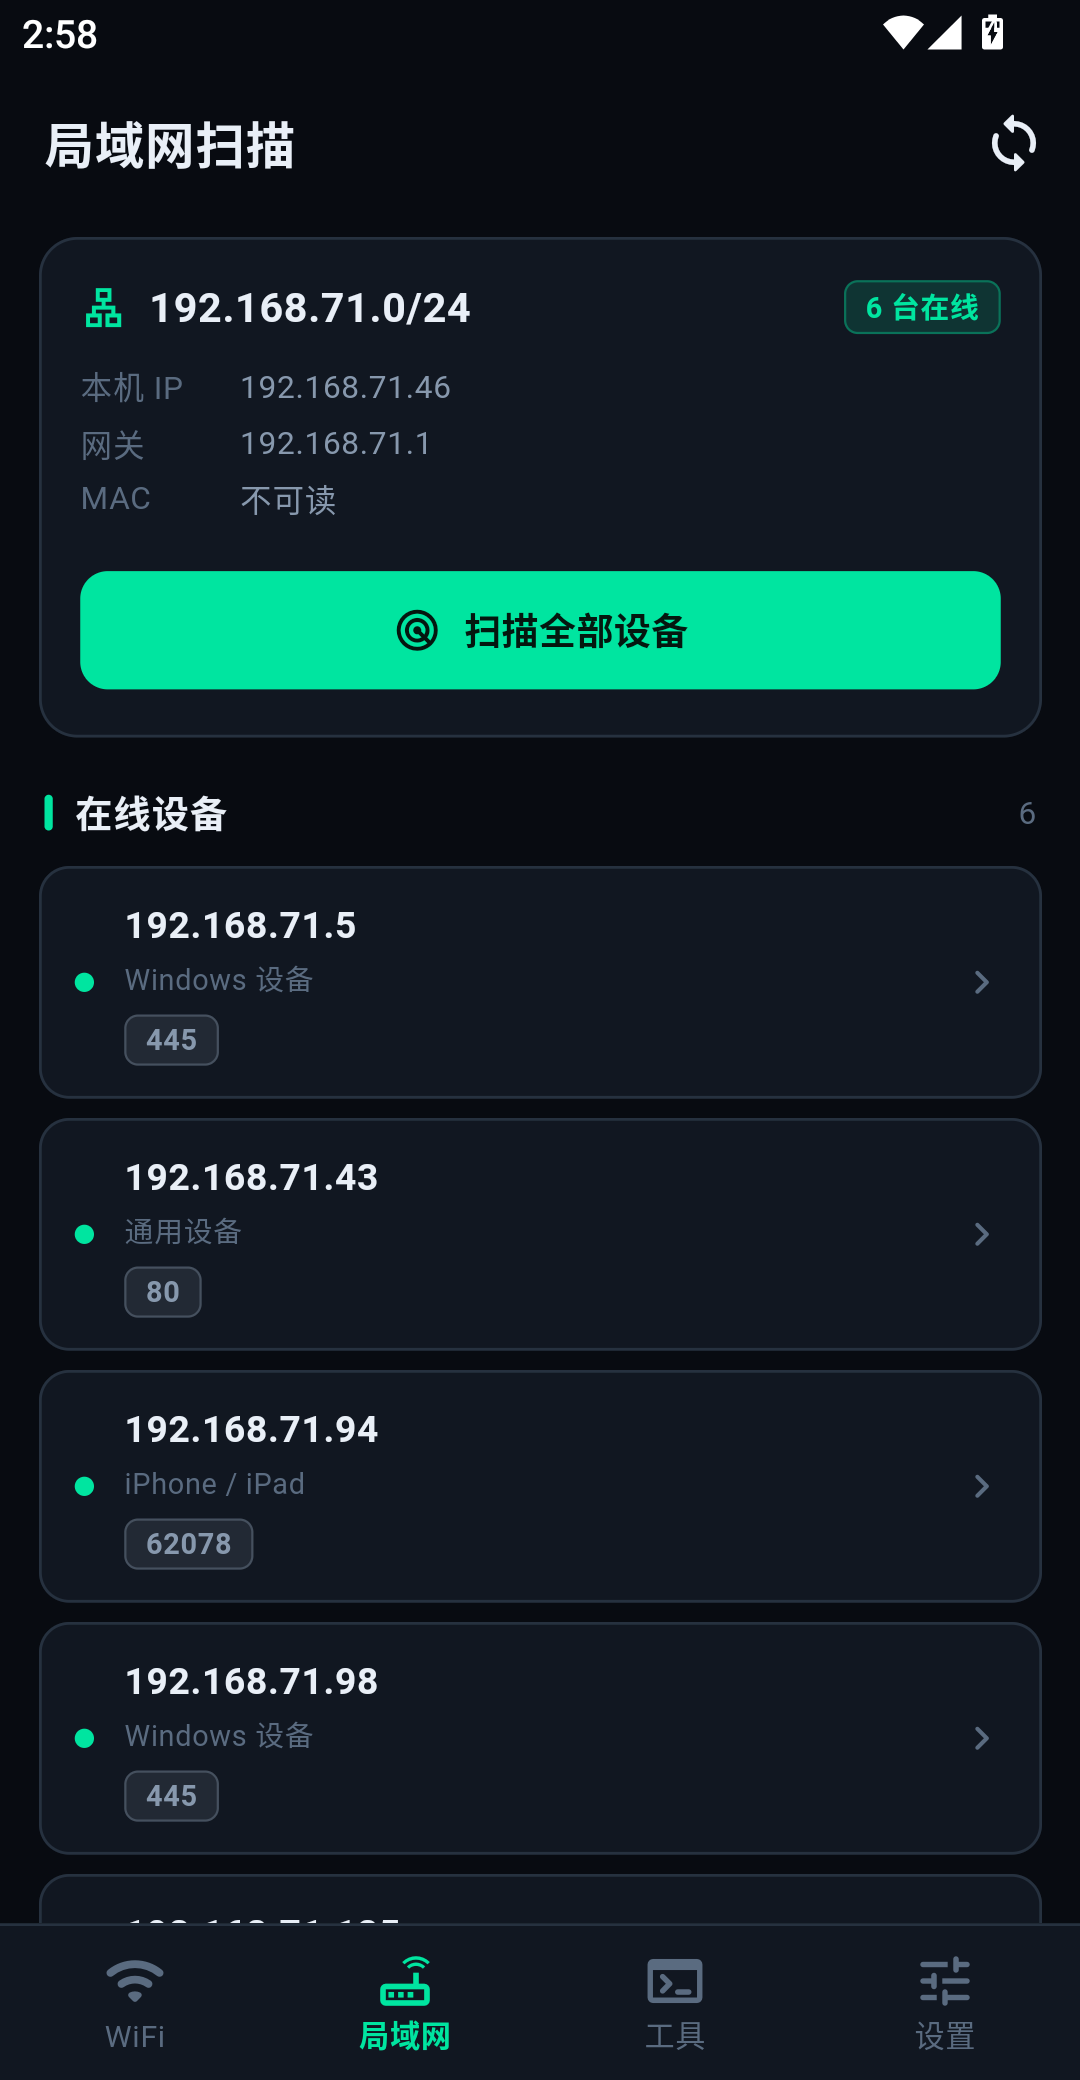 2:58
局域网扫描
192.168.71.0/24
6 台在线
本机 IP 192.168.71.46
网关 192.168.71.1
MAC 不可读
扫描全部设备
在线设备
6
192.168.71.5
Windows 设备
445
192.168.71.43
通用设备
80
192.168.71.94
iPhone / iPad
62078
192.168.71.98
Windows 设备
445
WiFi
局域网
工具
设置